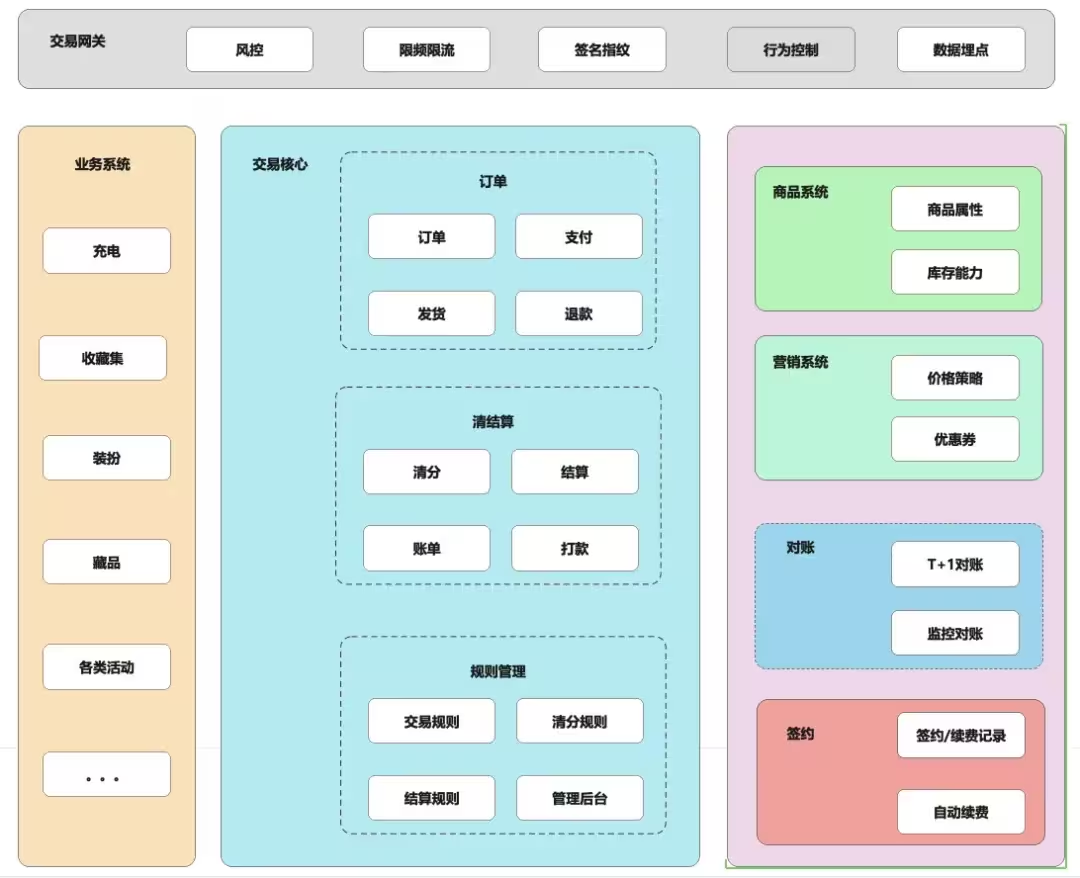 交易网关
风控
限频限流
签名指纹
行为控制
数据埋点
业务系统
充电
收藏集
装扮
藏品
各类活动
...
交易核心
订单
订单
支付
发货
退款
清结算
清分
结算
账单
打款
规则管理
交易规则
清分规则
结算规则
管理后台
商品系统
商品属性
库存能力
营销系统
价格策略
优惠券
对账
T+1对账
监控对账
签约
签约/续费记录
自动续费